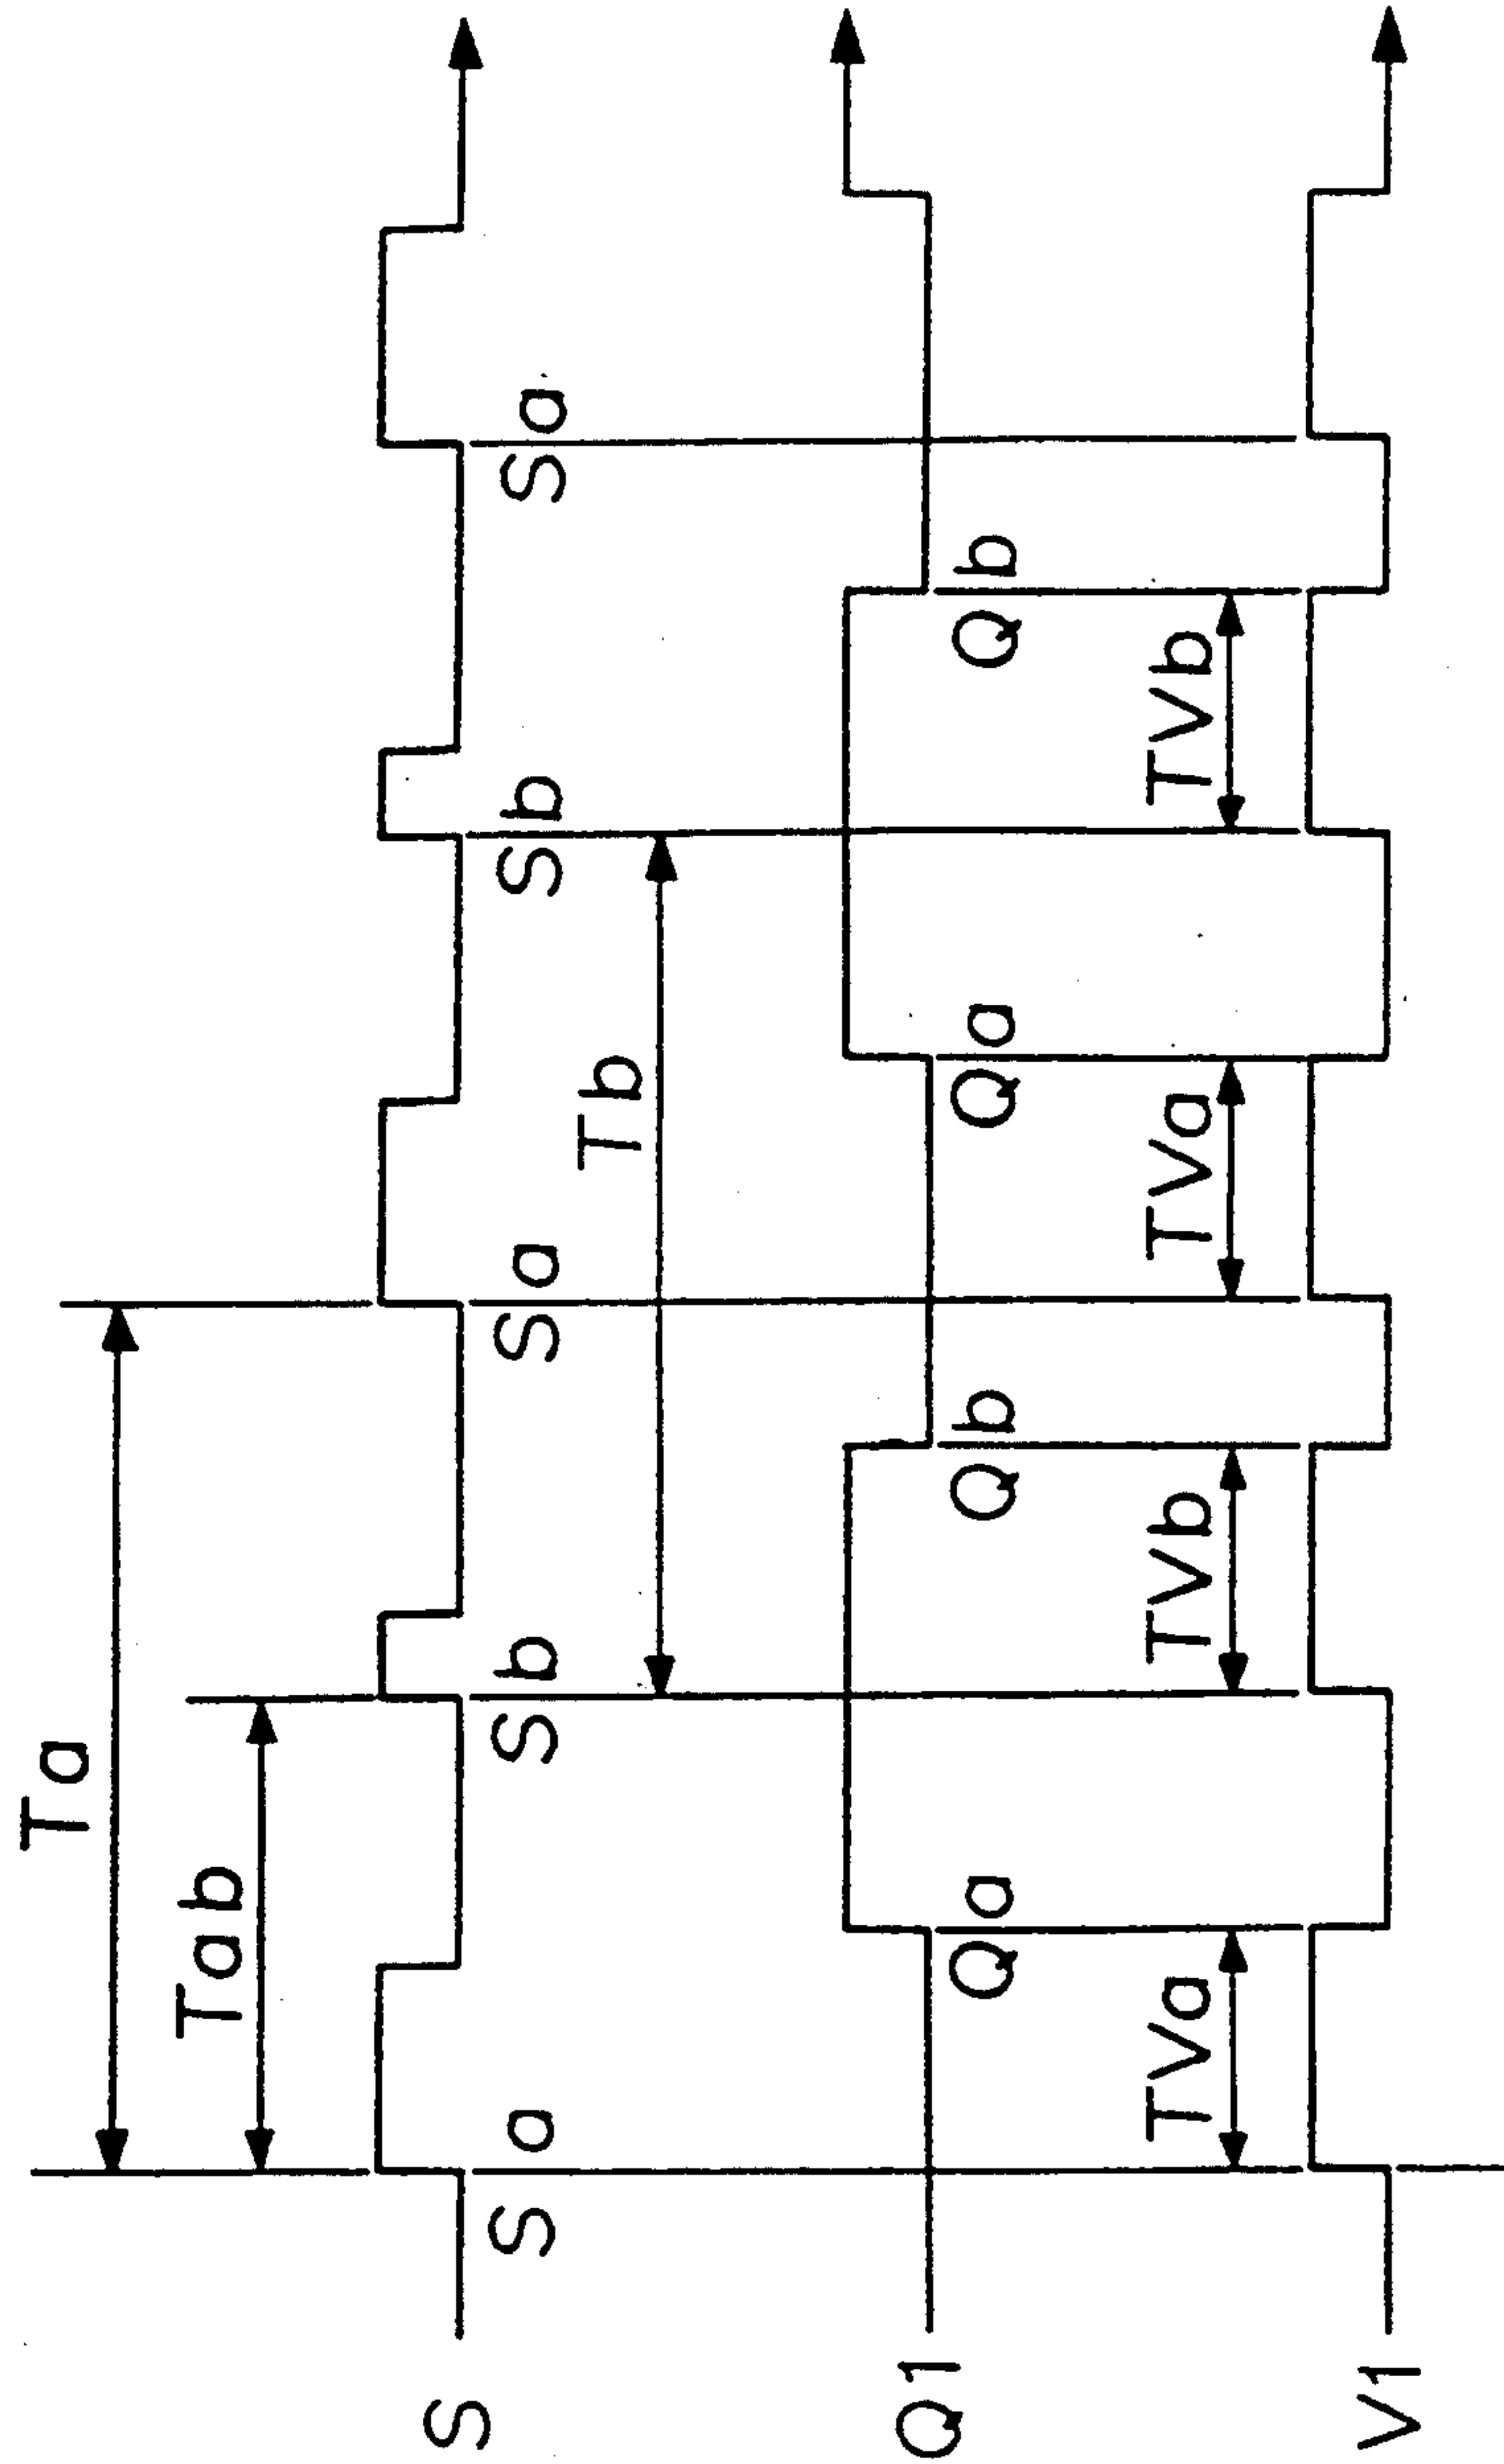 Ta
Tab
S
Sa Sb Sa Sb Sa
Tb
Q1
Qa Qb Qa Qb
TVa TVb TVa TVb
V1